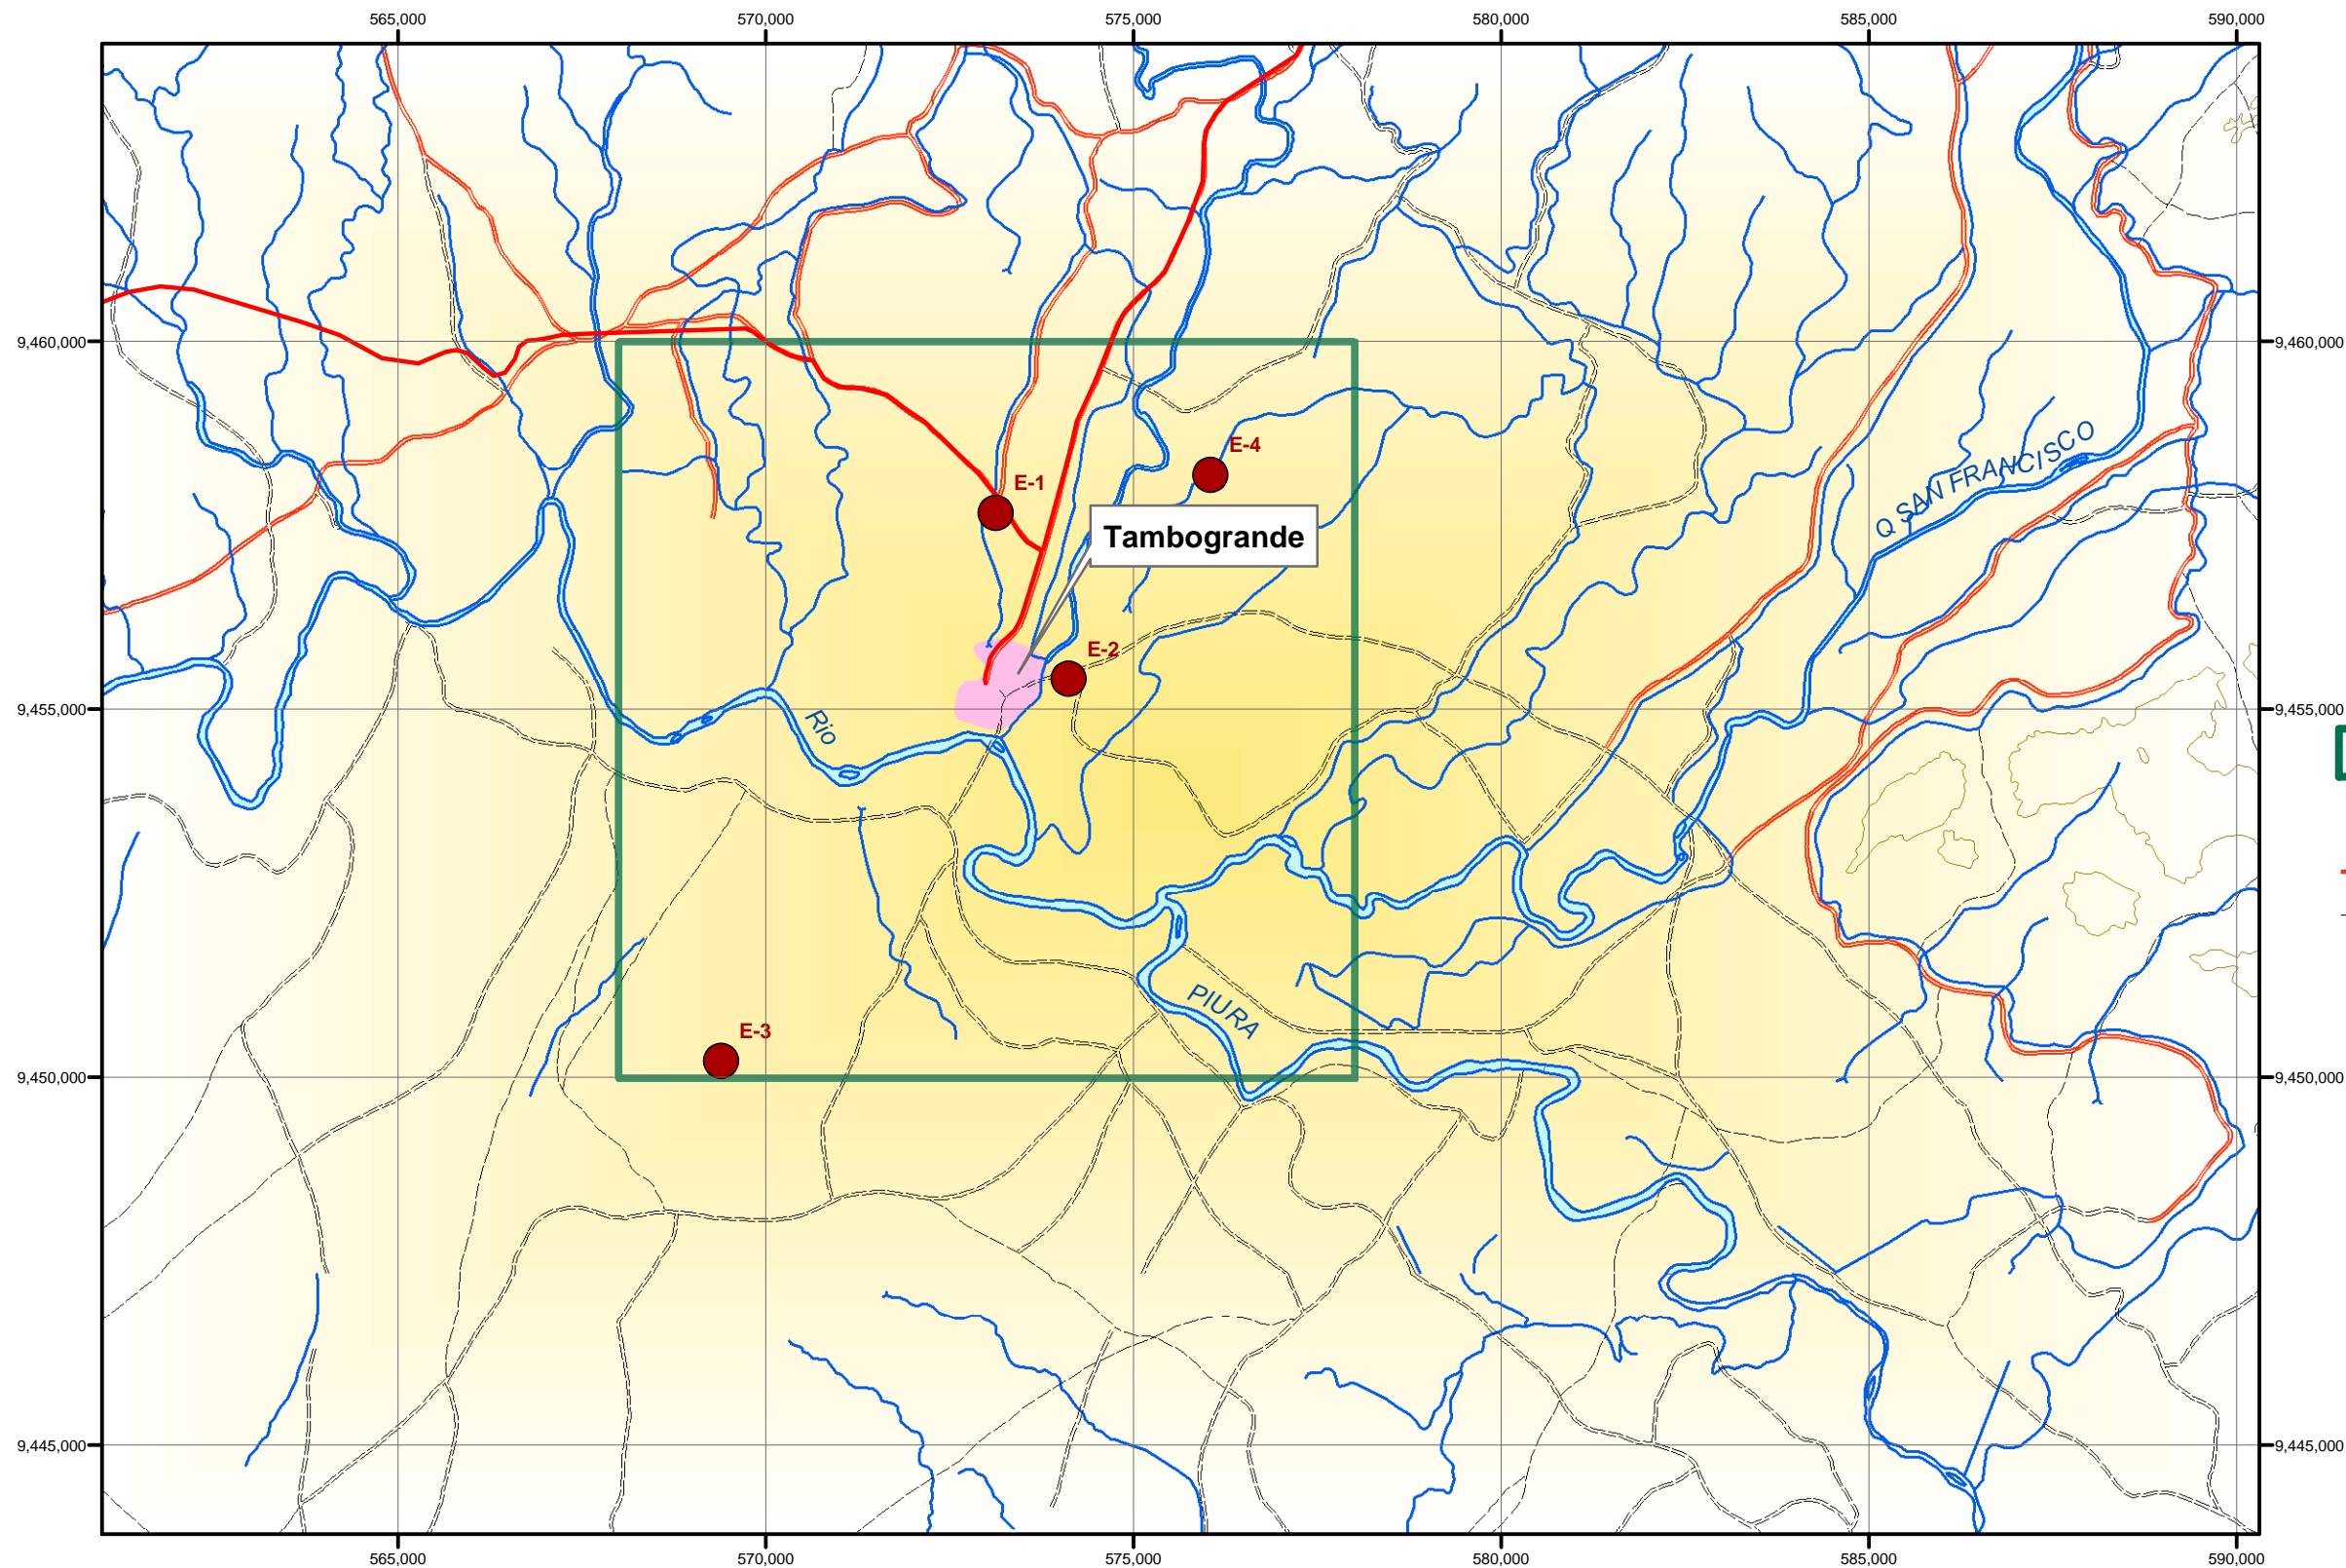 565,000 570,000 575,000 580,000 585,000 590,000
9,460,000 9,460,000
E-4
Q SAN FRANCISCO
E-1
Tambogrande
E-2
9,455,000 9,455,000
Rio
PIURA
E-3
9,450,000 9,450,000
9,445,000 9,445,000
565,000 570,000 575,000 580,000 585,000 590,000